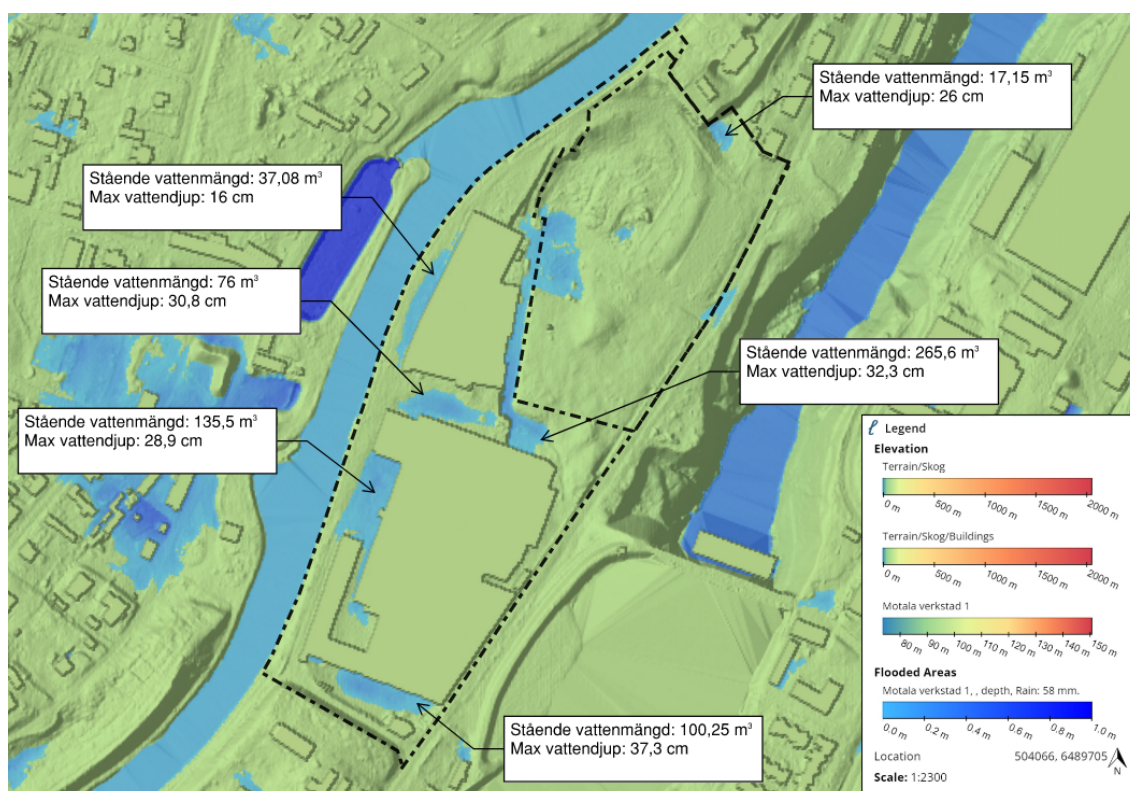 Stående vattenmängd: 17,15 m³
Max vattendjup: 26 cm
Stående vattenmängd: 37,08 m³
Max vattendjup: 16 cm
Stående vattenmängd: 76 m³
Max vattendjup: 30,8 cm
Stående vattenmängd: 265,6 m³
Max vattendjup: 32,3 cm
Stående vattenmängd: 135,5 m³
Max vattendjup: 28,9 cm
Stående vattenmängd: 100,25 m³
Max vattendjup: 37,3 cm
Legend
Elevation
Terrain/Skog
0 m 500 m 1000 m 1500 m 2000 m
Terrain/Skog/Buildings
0 m 500 m 1000 m 1500 m 2000 m
Motala verkstad 1
80 m 90 m 100 m 110 m 120 m 130 m 140 m 150 m
Flooded Areas
Motala verkstad 1, , depth, Rain: 58 mm.
0.0 m 0.2 m 0.4 m 0.6 m 0.8 m 1.0 m
Location 504066, 6489705
N
Scale: 1:2300